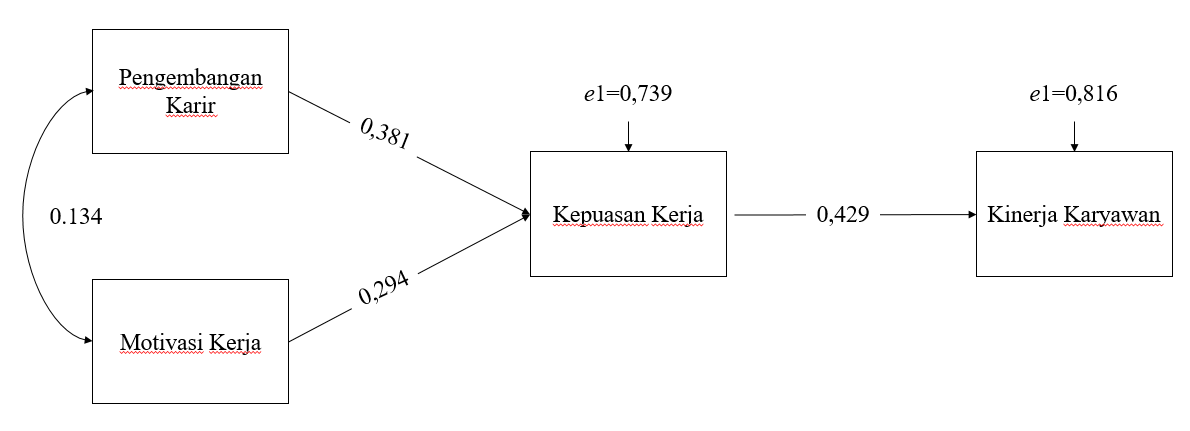 Pengembangan
Karir
0,381
e1=0,739
e1=0,816
0.134
Kepuasan Kerja
0,429
Kinerja Karyawan
0,294
Motivasi Kerja